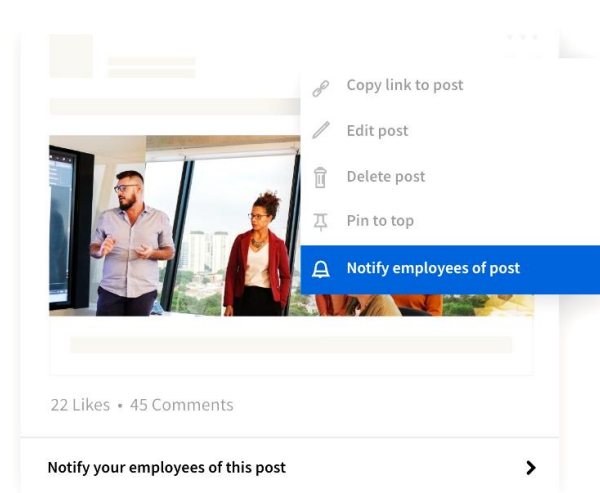 Copy link to post
Edit post
Delete post
Pin to top
Notify employees of post
22 Likes • 45 Comments
Notify your employees of this post